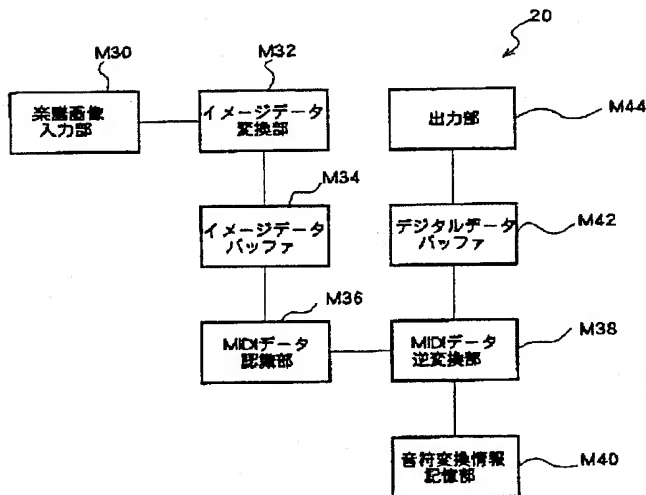 20
M30
M32
楽譜画像
入力部
イメージデータ
変換部
出力部
M44
M34
イメージデータ
バッファ
デジタルデータ
バッファ
M42
M36
MIDIデータ
認識部
MIDIデータ
逆変換部
M38
音符変換情報
記憶部
M40